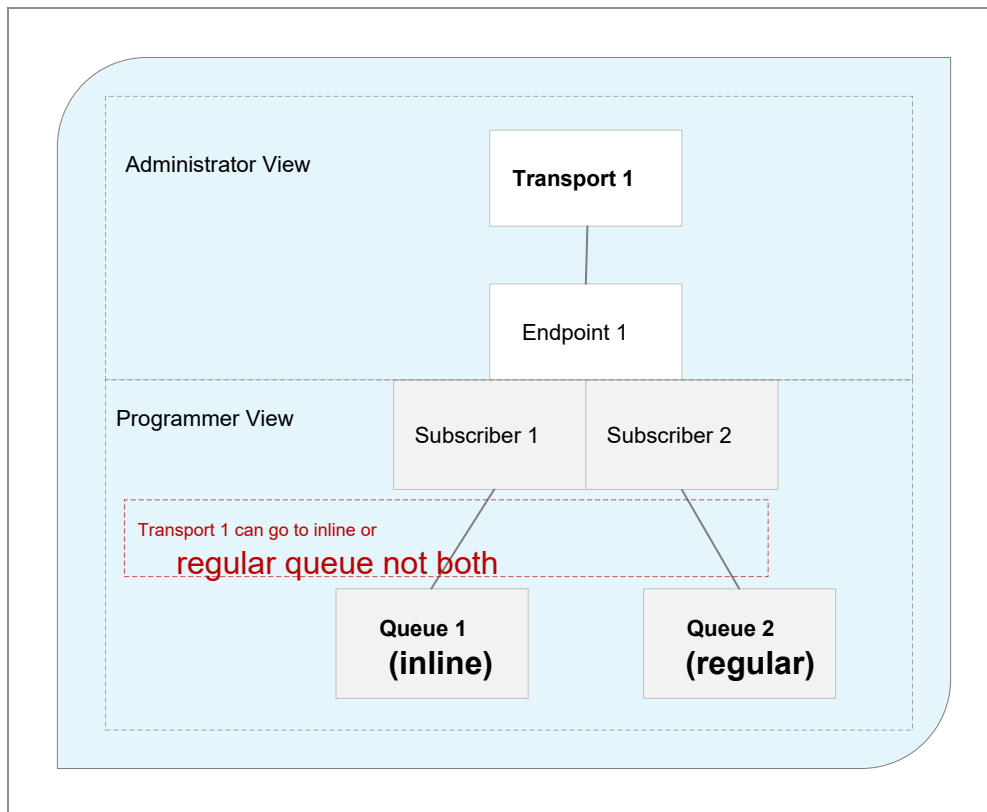 Administrator View
Transport 1
Endpoint 1
Programmer View
Subscriber 1
Subscriber 2
Transport 1 can go to inline or
regular queue not both
Queue 1
(inline)
Queue 2
(regular)